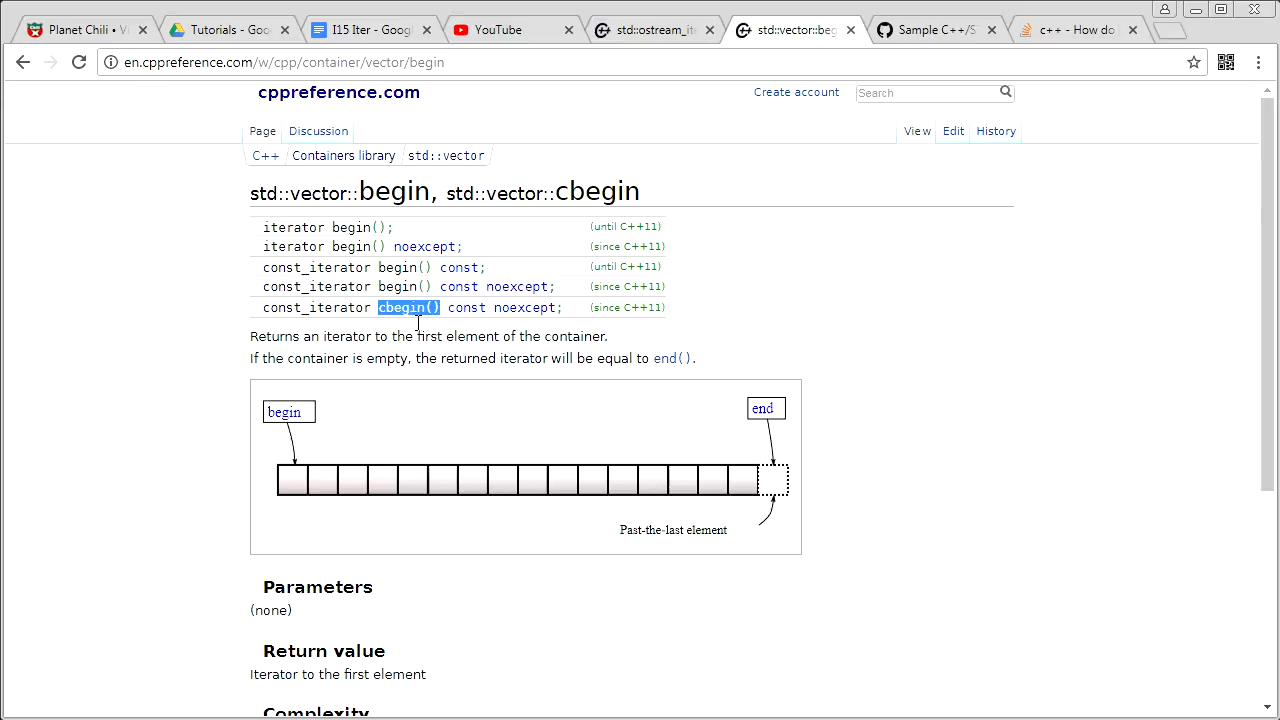 Planet Chili • Vi
Tutorials - Goo
I15 Iter - Googl
YouTube
std::ostream_ite
std::vector::beg
Sample C++/S
c++ - How do
en.cppreference.com/w/cpp/container/vector/begin
cppreference.com
Create account
Search
Page
Discussion
View
Edit
History
C++
Containers library
std::vector
std::vector::begin, std::vector::cbegin
iterator begin(); (until C++11)
iterator begin() noexcept; (since C++11)
const_iterator begin() const; (until C++11)
const_iterator begin() const noexcept; (since C++11)
const_iterator cbegin() const noexcept; (since C++11)
Returns an iterator to the first element of the container.
If the container is empty, the returned iterator will be equal to end().
begin
end
Past-the-last element
Parameters
(none)
Return value
Iterator to the first element
Complexity